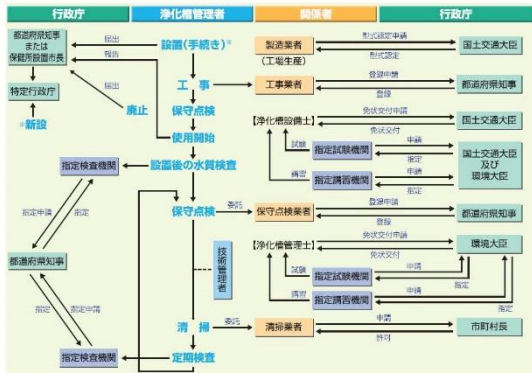 行政庁
浄化槽管理者
関係者
行政庁
都道府県知事
または
保健所設置市長
特定行政庁
※新設
届出
報告
届出
設置(手続き)※
工事
廃止
保守点検
使用開始
設置後の水質検査
指定検査機関
指定申請
指定
都道府県知事
指定
指定申請
指定検査機関
保守点検
委託
技術管理者
清掃
委託
定期検査
製造業者
(工場生産)
型式認定申請
型式認定
国土交通大臣
工事業者
登録申請
登録
都道府県知事
【浄化槽設備士】
免状交付申請
免状交付
国土交通大臣
試験
指定試験機関
申請
指定
講習
指定講習機関
申請
指定
国土交通大臣
及び
環境大臣
保守点検業者
登録申請
登録
都道府県知事
【浄化槽管理士】
免状交付申請
免状交付
環境大臣
試験
指定試験機関
申請
指定
講習
指定講習機関
申請
指定
清掃業者
申請
許可
市町村長